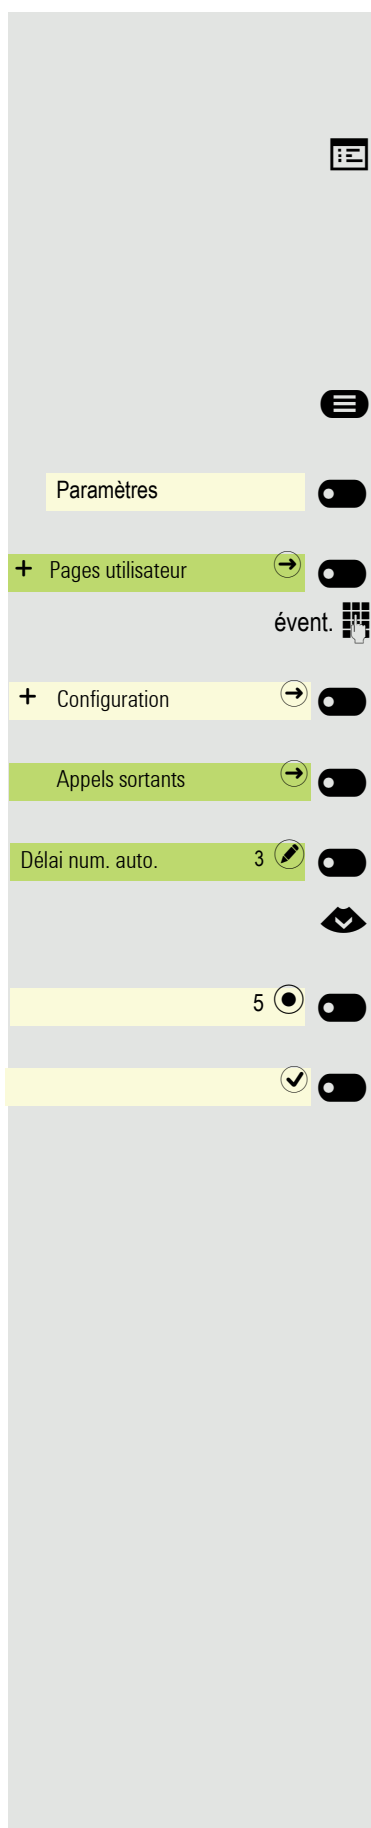 Paramètres
+ Pages utilisateur
évent.
+ Configuration
Appels sortants
Délai num. auto. 3
5